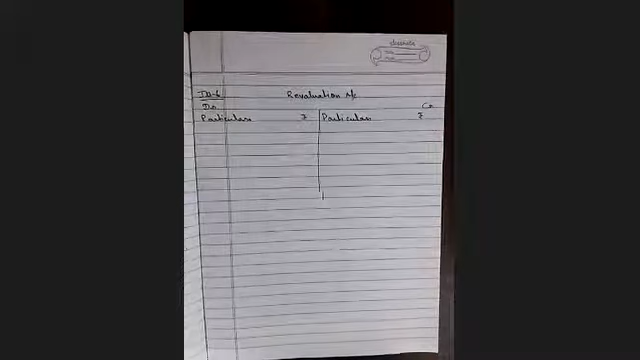 Revaluation A/c
Dr Cr
Particulars ₹ Particulars ₹